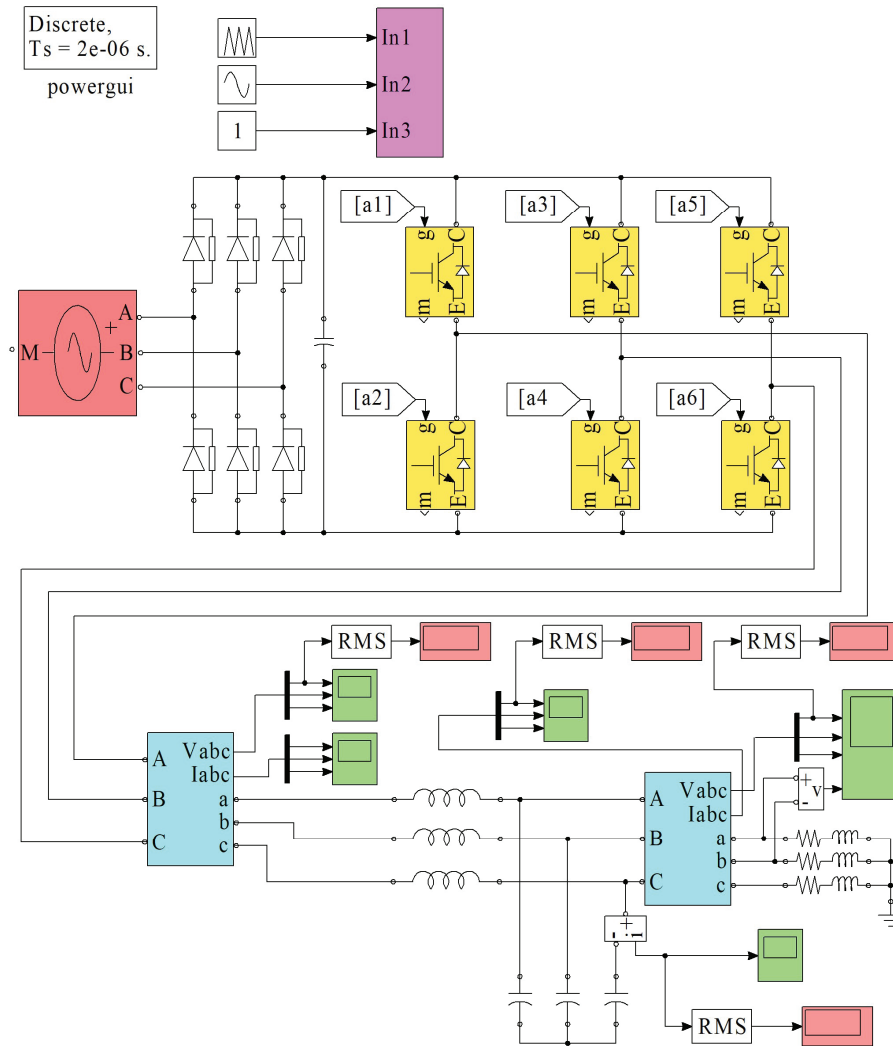 Discrete,
Ts = 2e-06 s.
powergui
In1
In2
1
In3
[a1]
[a3]
[a5]
g
C
m
E
g
C
m
E
g
C
m
E
M
A
+
B
C
[a2]
[a4
[a6]
g
C
m
E
g
C
m
E
g
C
m
E
RMS
RMS
RMS
A
B
C
Vabc
Iabc
a
b
c
A
B
C
Vabc
Iabc
a
b
c
+
-
v
+
-
i
RMS